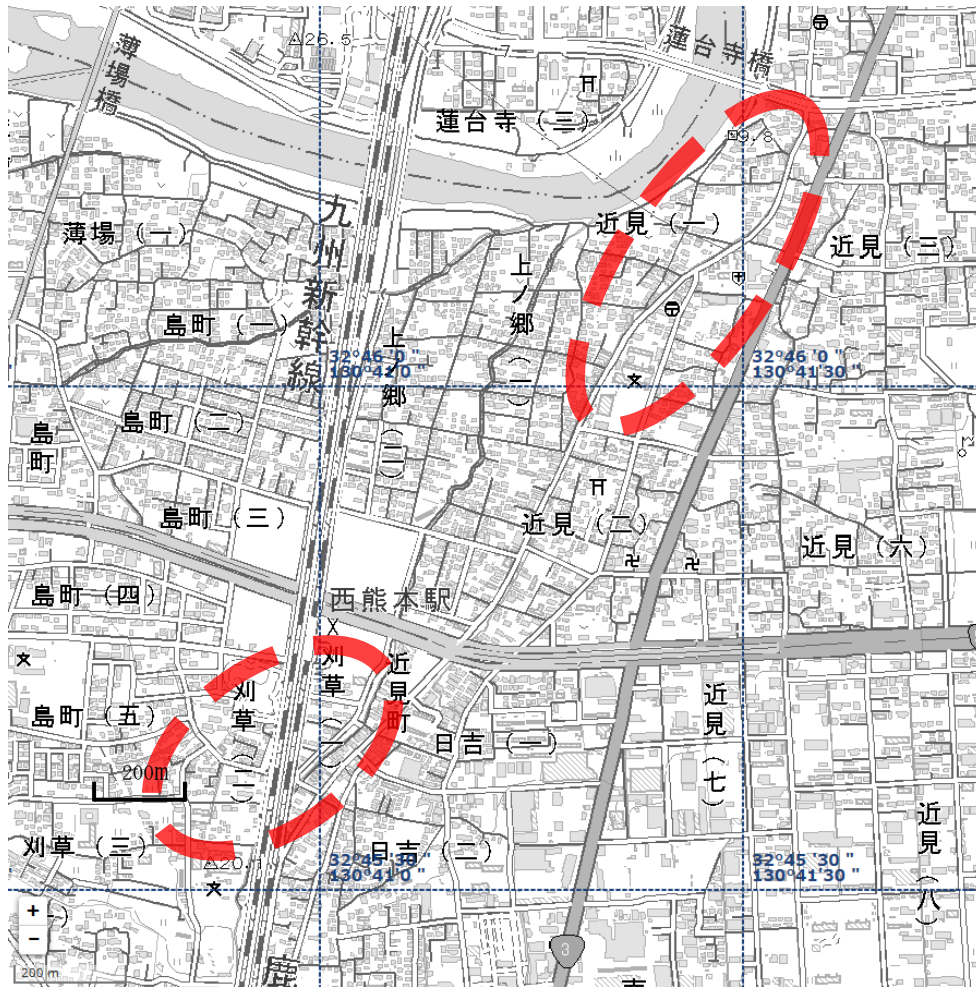 26.5
薄場橋
蓮台寺橋
7
蓮台寺（三）
9.8
九州新幹線
薄場（一）
近見（一）
近見（三）
上ノ郷（一）
島町（一）
上ノ郷（二）
32°46 '0 "
130°41'0 "
32°46 '0 "
130°41'30 "
島町（二）
島町
島町（三）
近見（二）
近見（六）
島町（四）
西熊本駅
刈草（一）
刈草（二）
近見町
島町（五）
日吉（一）
近見（七）
200m
刈草（三）
20.1
日吉（二）
近見（八）
32°45 '30 "
130°41'0 "
32°45 '30 "
130°41'30 "
+
−
鹿
3
200 m